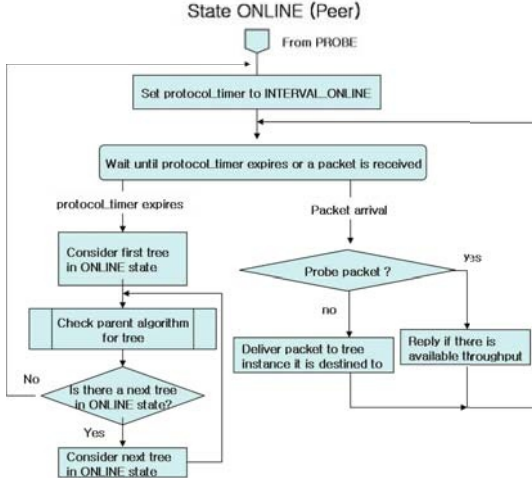 State ONLINE (Peer)
From PROBE
Set protocol_timer to INTERVAL_ONLINE
Wait until protocol_timer expires or a packet is received
protocol_timer expires
Packet arrival
Consider first tree
in ONLINE state
Probe packet ?
yes
no
Check parent algorithm
for tree
Deliver packet to tree
instance it is destined to
Reply if there is
available throughput
No
Is there a next tree
in ONLINE state?
Yes
Consider next tree
in ONLINE state